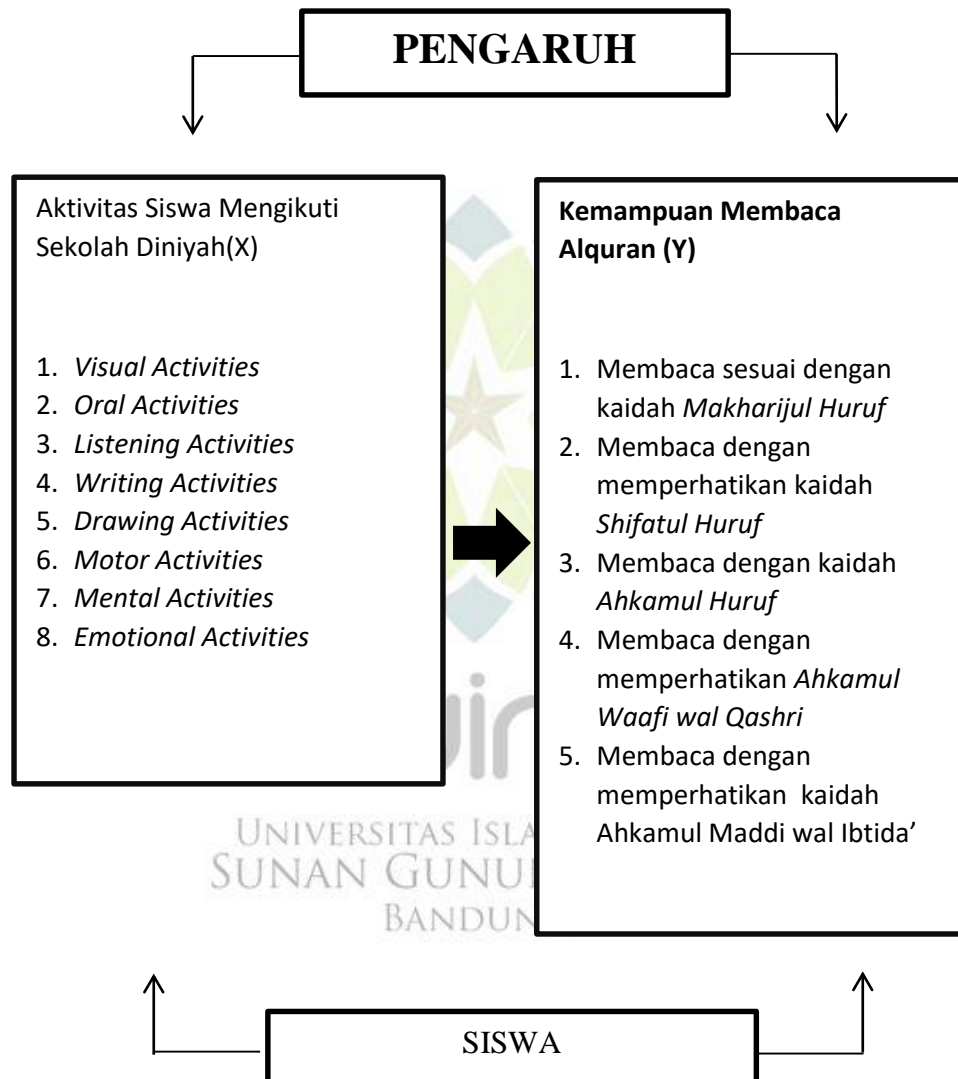 PENGARUH
Aktivitas Siswa Mengikuti
Sekolah Diniyah(X)
1. Visual Activities
2. Oral Activities
3. Listening Activities
4. Writing Activities
5. Drawing Activities
6. Motor Activities
7. Mental Activities
8. Emotional Activities
Kemampuan Membaca
Alquran (Y)
1. Membaca sesuai dengan
kaidah Makharijul Huruf
2. Membaca dengan
memperhatikan kaidah
Shifatul Huruf
3. Membaca dengan kaidah
Ahkamul Huruf
4. Membaca dengan
memperhatikan Ahkamul
Waafi wal Qashri
5. Membaca dengan
memperhatikan kaidah
Ahkamul Maddi wal Ibtida’
UNIVERSITAS
SUNAN
SISWA